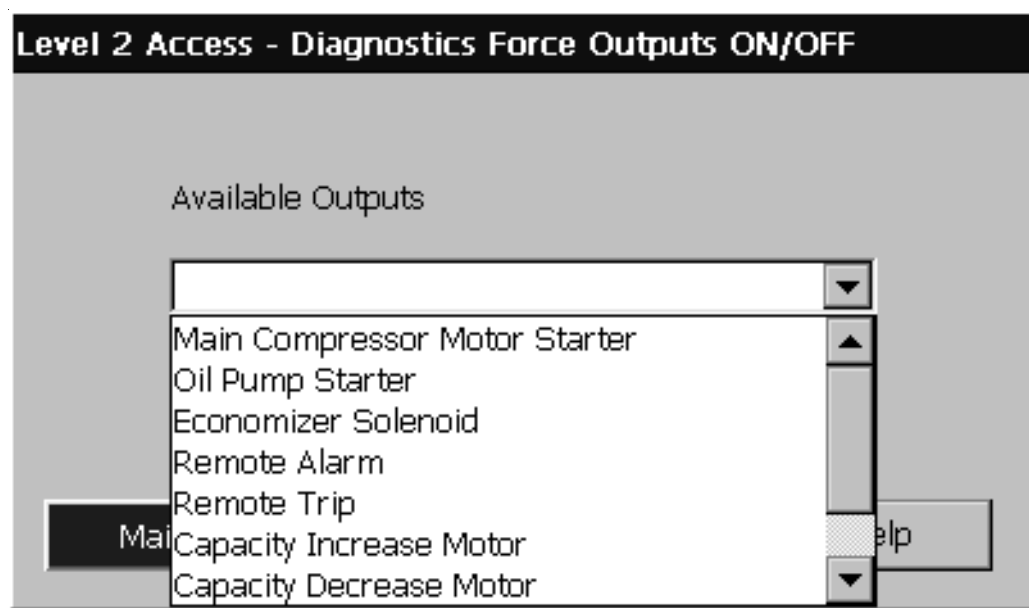 Level 2 Access - Diagnostics Force Outputs ON/OFF
Available Outputs
Main Compressor Motor Starter
Oil Pump Starter
Economizer Solenoid
Remote Alarm
Remote Trip
Capacity Increase Motor
Capacity Decrease Motor